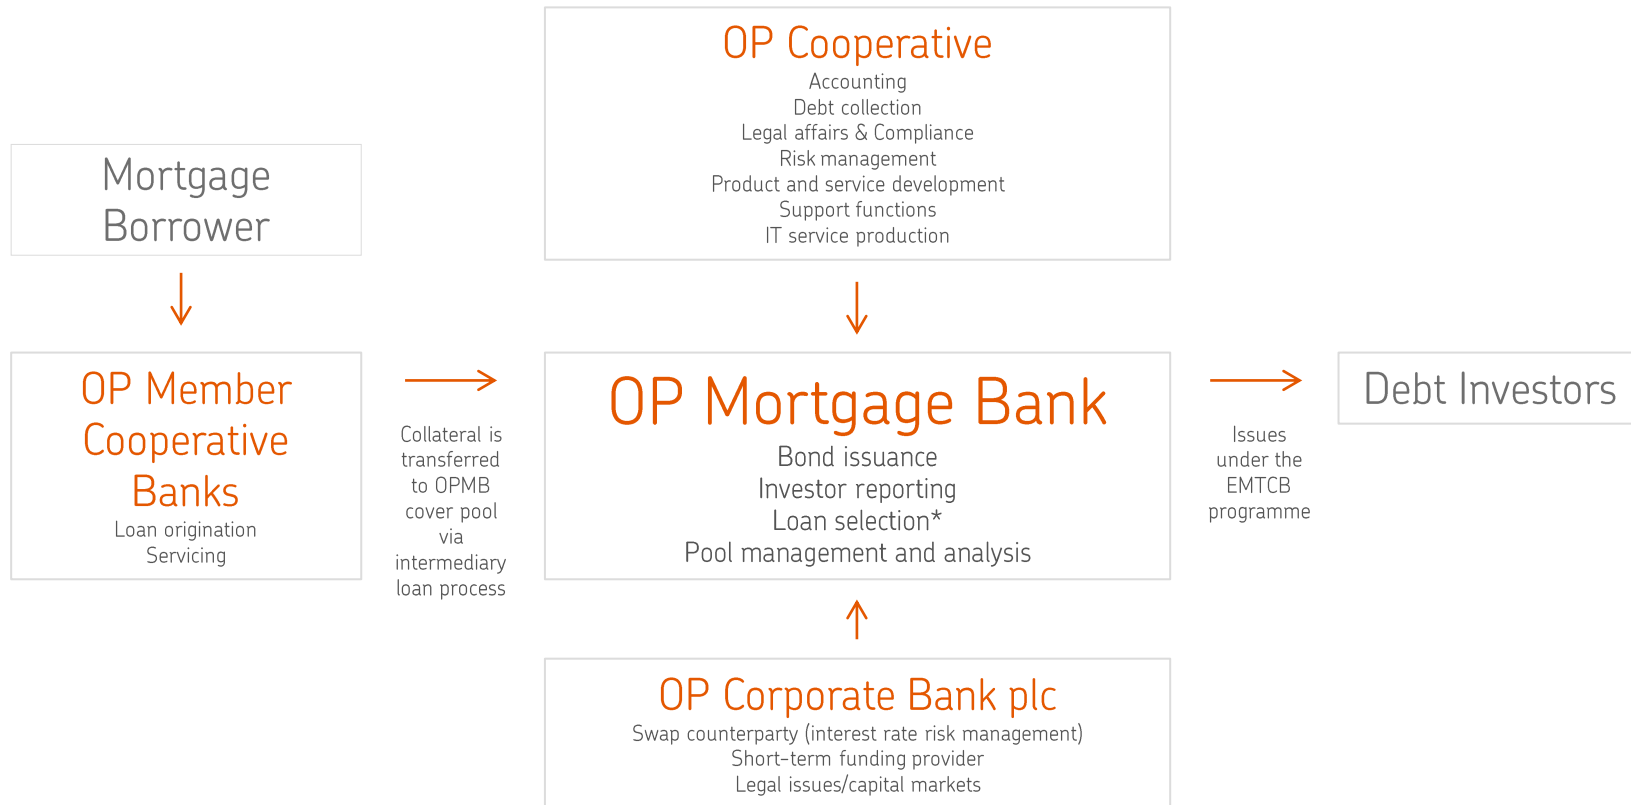 OP Cooperative
Accounting
Debt collection
Legal affairs & Compliance
Risk management
Product and service development
Support functions
IT service production
Mortgage
Borrower
OP Member
Cooperative
Banks
Loan origination
Servicing
Collateral is
transferred
to OPMB
cover pool
via
intermediary
loan process
OP Mortgage Bank
Bond issuance
Investor reporting
Loan selection*
Pool management and analysis
Issues
under the
EMTCB
programme
Debt Investors
OP Corporate Bank plc
Swap counterparty (interest rate risk management)
Short-term funding provider
Legal issues/capital markets